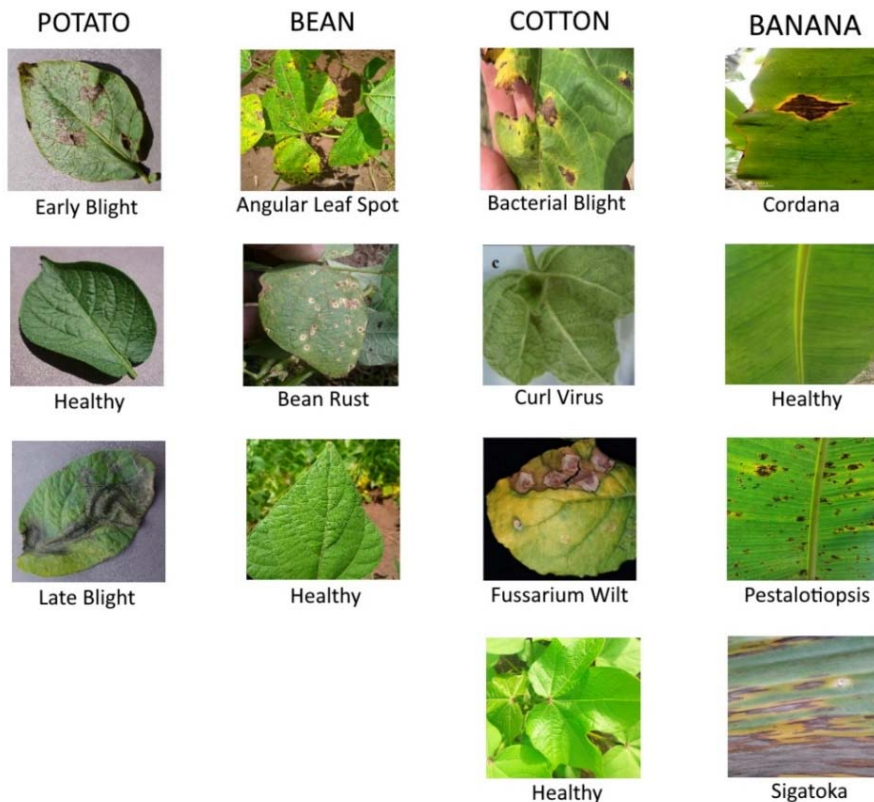 POTATO BEAN COTTON BANANA
Early Blight Angular Leaf Spot Bacterial Blight Cordana
c
Healthy Bean Rust Curl Virus Healthy
Late Blight Healthy Fussarium Wilt Pestalotiopsis
Healthy Sigatoka